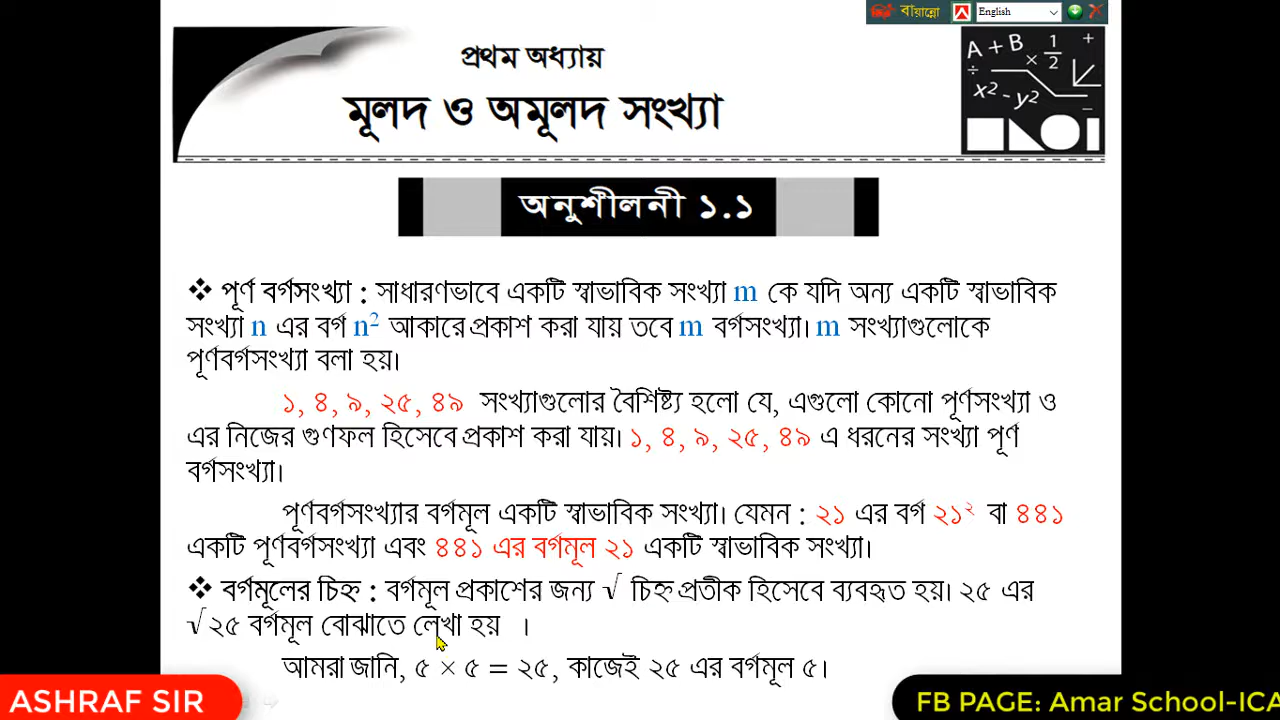 বায়ান্নো English
প্রথম অধ্যায়
মূলদ ও অমূলদ সংখ্যা
A + B × 1/2 +
÷
x² - y² −
অনুশীলনী ১.১
❖ পূর্ণ বর্গসংখ্যা : সাধারণভাবে একটি স্বাভাবিক সংখ্যা m কে যদি অন্য একটি স্বাভাবিক
সংখ্যা n এর বর্গ n² আকারে প্রকাশ করা যায় তবে m বর্গসংখ্যা। m সংখ্যাগুলোকে
পূর্ণবর্গসংখ্যা বলা হয়।
১, ৪, ৯, ২৫, ৪৯ সংখ্যাগুলোর বৈশিষ্ট্য হলো যে, এগুলো কোনো পূর্ণসংখ্যা ও
এর নিজের গুণফল হিসেবে প্রকাশ করা যায়। ১, ৪, ৯, ২৫, ৪৯ এ ধরনের সংখ্যা পূর্ণ
বর্গসংখ্যা।
পূর্ণবর্গসংখ্যার বর্গমূল একটি স্বাভাবিক সংখ্যা। যেমন : ২১ এর বর্গ ২১^২ বা ৪৪১
একটি পূর্ণবর্গসংখ্যা এবং ৪৪১ এর বর্গমূল ২১ একটি স্বাভাবিক সংখ্যা।
❖ বর্গমূলের চিহ্ন : বর্গমূল প্রকাশের জন্য √ চিহ্ন প্রতীক হিসেবে ব্যবহৃত হয়। ২৫ এর
√২৫ বর্গমূল বোঝাতে লেখা হয় ।
আমরা জানি, ৫ × ৫ = ২৫, কাজেই ২৫ এর বর্গমূল ৫।
ASHRAF SIR
FB PAGE: Amar School-ICA